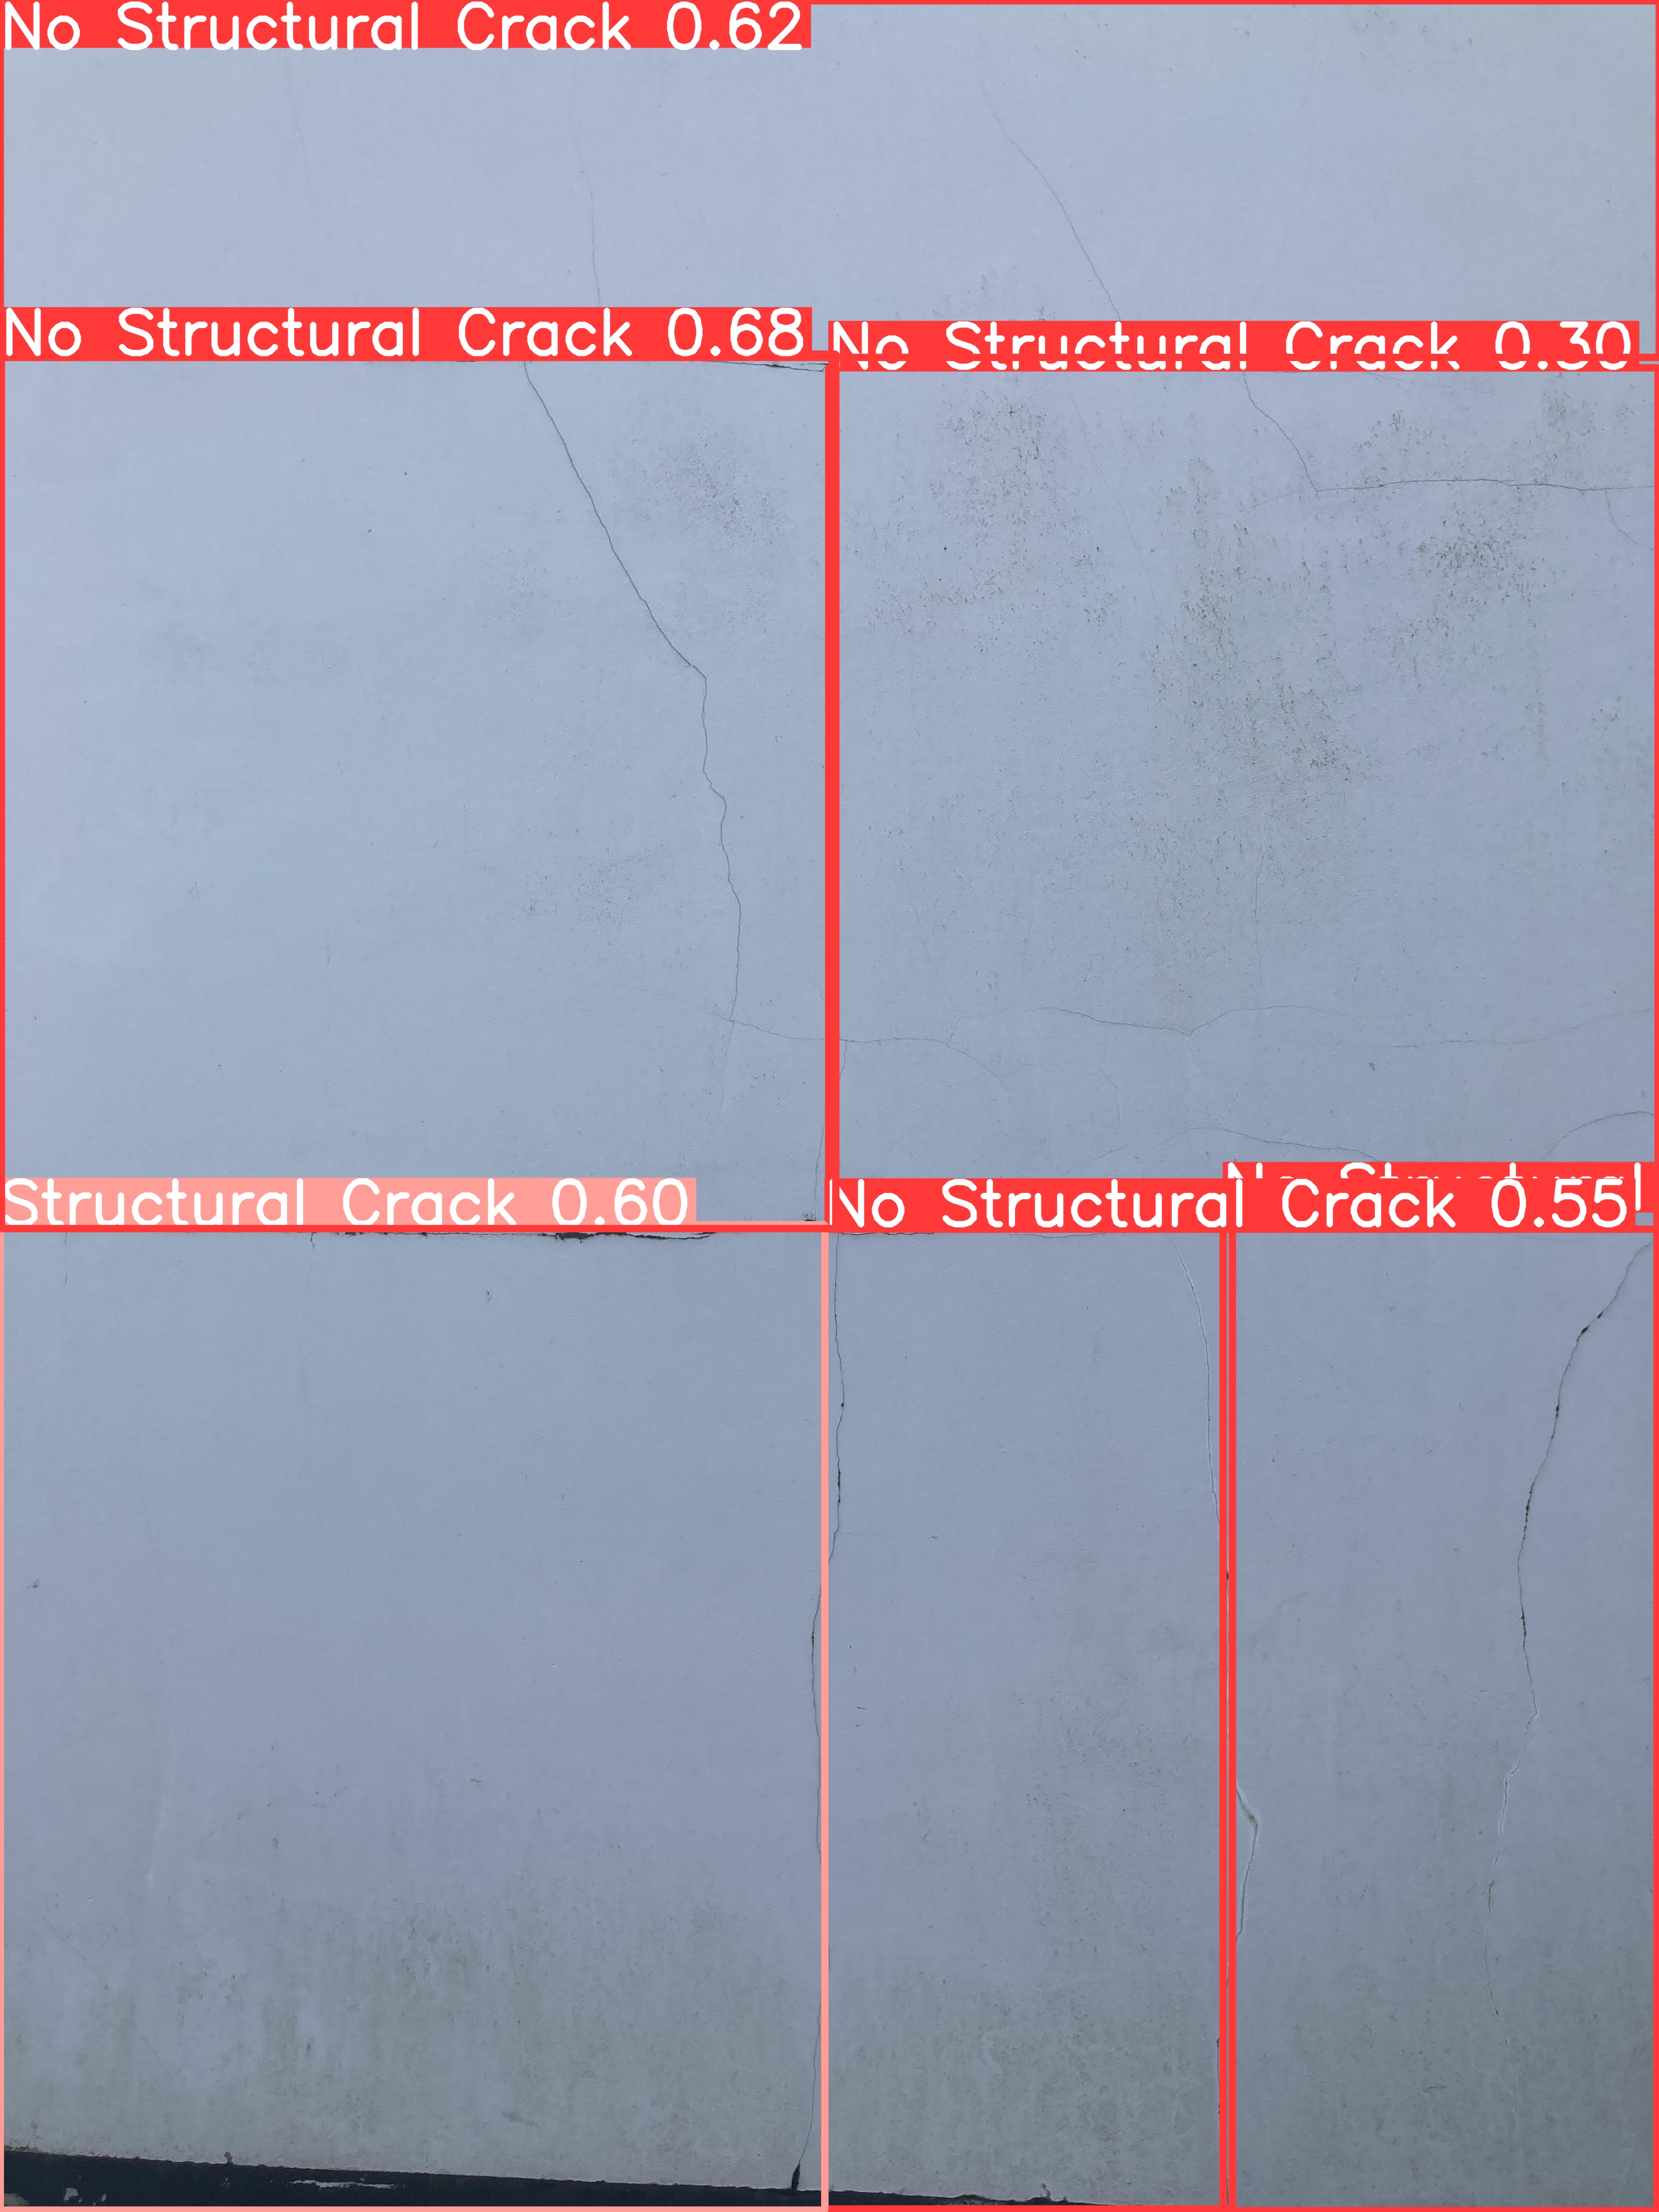 No Structural Crack 0.62
No Structural Crack 0.68
No Structural Crack 0.30
Structural Crack 0.60
No Structural Crack 0.55